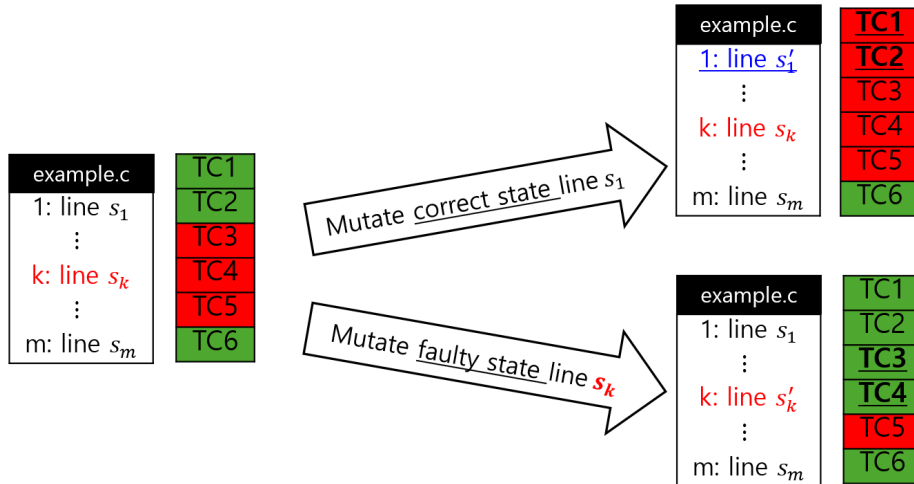 example.c
1: line s₁
⋮
k: line sₖ
⋮
m: line sₘ
TC1
TC2
TC3
TC4
TC5
TC6
Mutate correct state line s₁
Mutate faulty state line sₖ
example.c
1: line s₁′
⋮
k: line sₖ
⋮
m: line sₘ
TC1
TC2
TC3
TC4
TC5
TC6
example.c
1: line s₁
⋮
k: line sₖ′
⋮
m: line sₘ
TC1
TC2
TC3
TC4
TC5
TC6